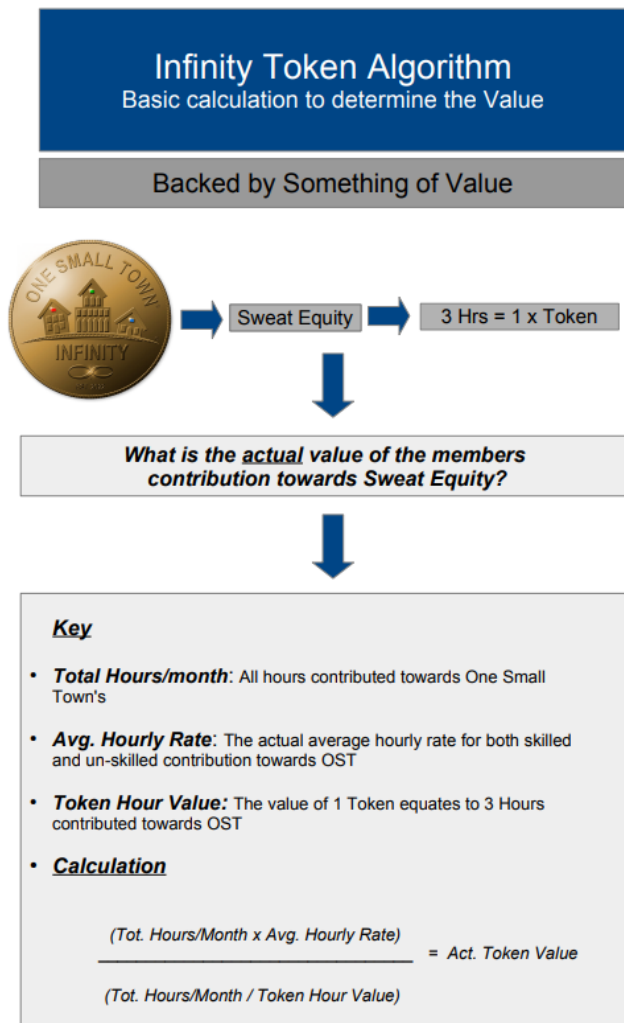 Infinity Token Algorithm
Basic calculation to determine the Value
Backed by Something of Value
ONE SMALL TOWN
INFINITY
Sweat Equity
3 Hrs = 1 x Token
What is the actual value of the members
contribution towards Sweat Equity?
Key
• Total Hours/month: All hours contributed towards One Small
Town's
• Avg. Hourly Rate: The actual average hourly rate for both skilled
and un-skilled contribution towards OST
• Token Hour Value: The value of 1 Token equates to 3 Hours
contributed towards OST
• Calculation
(Tot. Hours/Month x Avg. Hourly Rate)
= Act. Token Value
(Tot. Hours/Month / Token Hour Value)